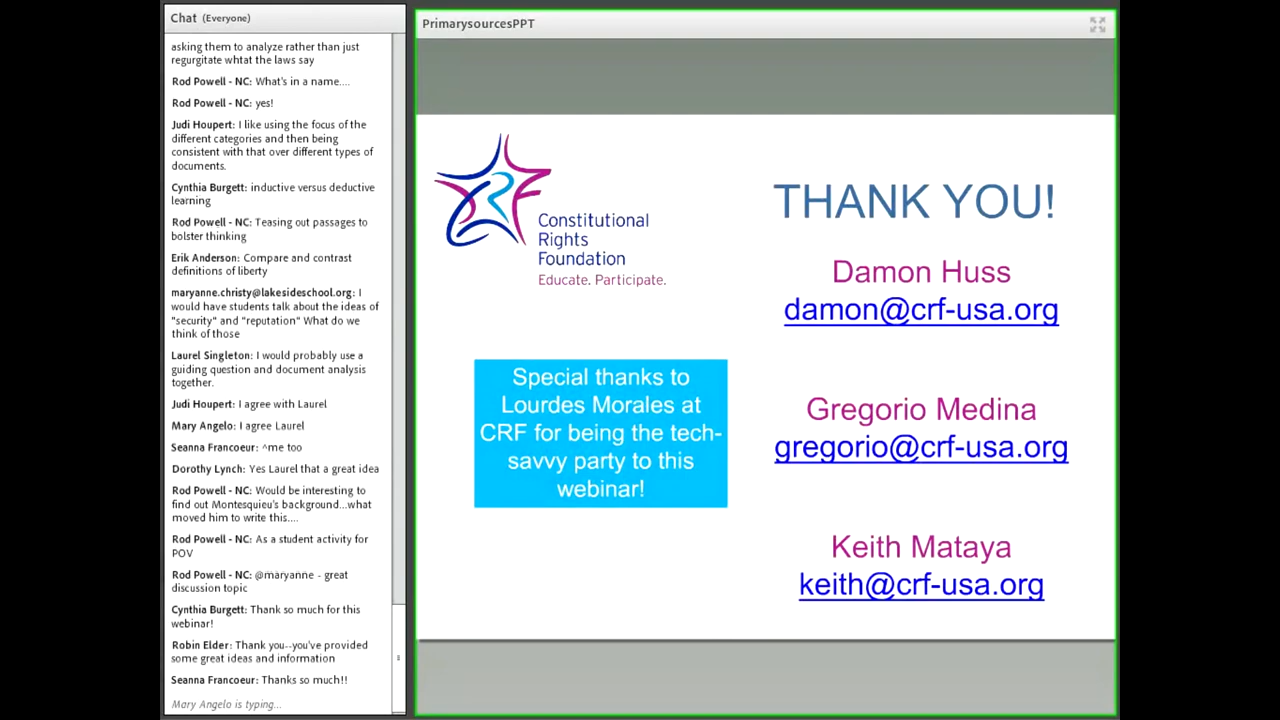 Chat (Everyone)
asking them to analyze rather than just
regurgitate whtat the laws say
Rod Powell - NC: What's in a name....
Rod Powell - NC: yes!
Judi Houpert: I like using the focus of the
different categories and then being
consistent with that over different types of
documents.
Cynthia Burgett: inductive versus deductive
learning
Rod Powell - NC: Teasing out passages to
bolster thinking
Erik Anderson: Compare and contrast
definitions of liberty
maryanne.christy@lakesideschool.org: I
would have students talk about the ideas of
"security" and "reputation" What do we
think of those
Laurel Singleton: I would probably use a
guiding question and document analysis
together.
Judi Houpert: I agree with Laurel
Mary Angelo: I agree Laurel
Seanna Francoeur: ^me too
Dorothy Lynch: Yes Laurel that a great idea
Rod Powell - NC: Would be interesting to
find out Montesquieu's background...what
moved him to write this....
Rod Powell - NC: As a student activity for
POV
Rod Powell - NC: @maryanne - great
discussion topic
Cynthia Burgett: Thank so much for this
webinar!
Robin Elder: Thank you--you've provided
some great ideas and information
Seanna Francoeur: Thanks so much!!
Mary Angelo is typing...
PrimarysourcesPPT
CRF
Constitutional
Rights
Foundation
Educate. Participate.
Special thanks to
Lourdes Morales at
CRF for being the tech-
savvy party to this
webinar!
THANK YOU!
Damon Huss
damon@crf-usa.org
Gregorio Medina
gregorio@crf-usa.org
Keith Mataya
keith@crf-usa.org